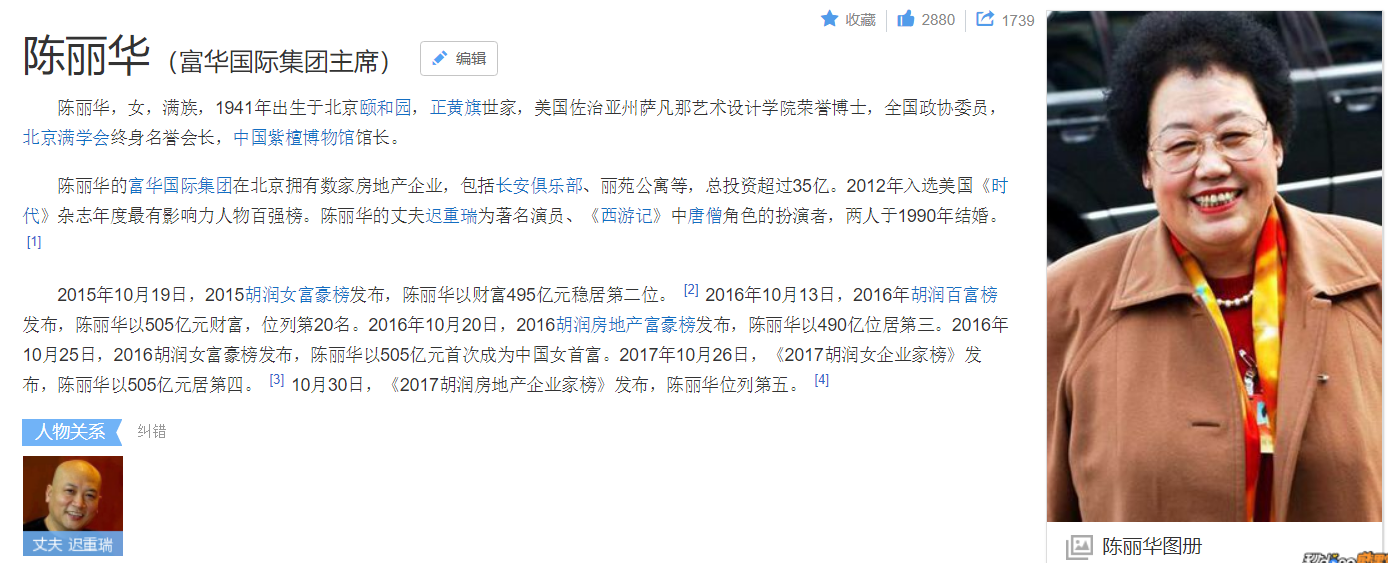 收藏 2880 1739
陈丽华（富华国际集团主席） 编辑
陈丽华，女，满族，1941年出生于北京颐和园，正黄旗世家，美国佐治亚州萨凡那艺术设计学院荣誉博士，全国政协委员，
北京满学会终身名誉会长，中国紫檀博物馆馆长。
陈丽华的富华国际集团在北京拥有数家房地产企业，包括长安俱乐部、丽苑公寓等，总投资超过35亿。2012年入选美国《时
代》杂志年度最有影响力人物百强榜。陈丽华的丈夫迟重瑞为著名演员、《西游记》中唐僧角色的扮演者，两人于1990年结婚。
[1]
2015年10月19日，2015胡润女富豪榜发布，陈丽华以财富495亿元稳居第二位。 [2] 2016年10月13日，2016年胡润百富榜
发布，陈丽华以505亿元财富，位列第20名。2016年10月20日，2016胡润房地产富豪榜发布，陈丽华以490亿位居第三。2016年
10月25日，2016胡润女富豪榜发布，陈丽华以505亿元首次成为中国女首富。2017年10月26日，《2017胡润女企业家榜》发
布，陈丽华以505亿元居第四。 [3] 10月30日，《2017胡润房地产企业家榜》发布，陈丽华位列第五。 [4]
人物关系 纠错
丈夫 迟重瑞
陈丽华图册